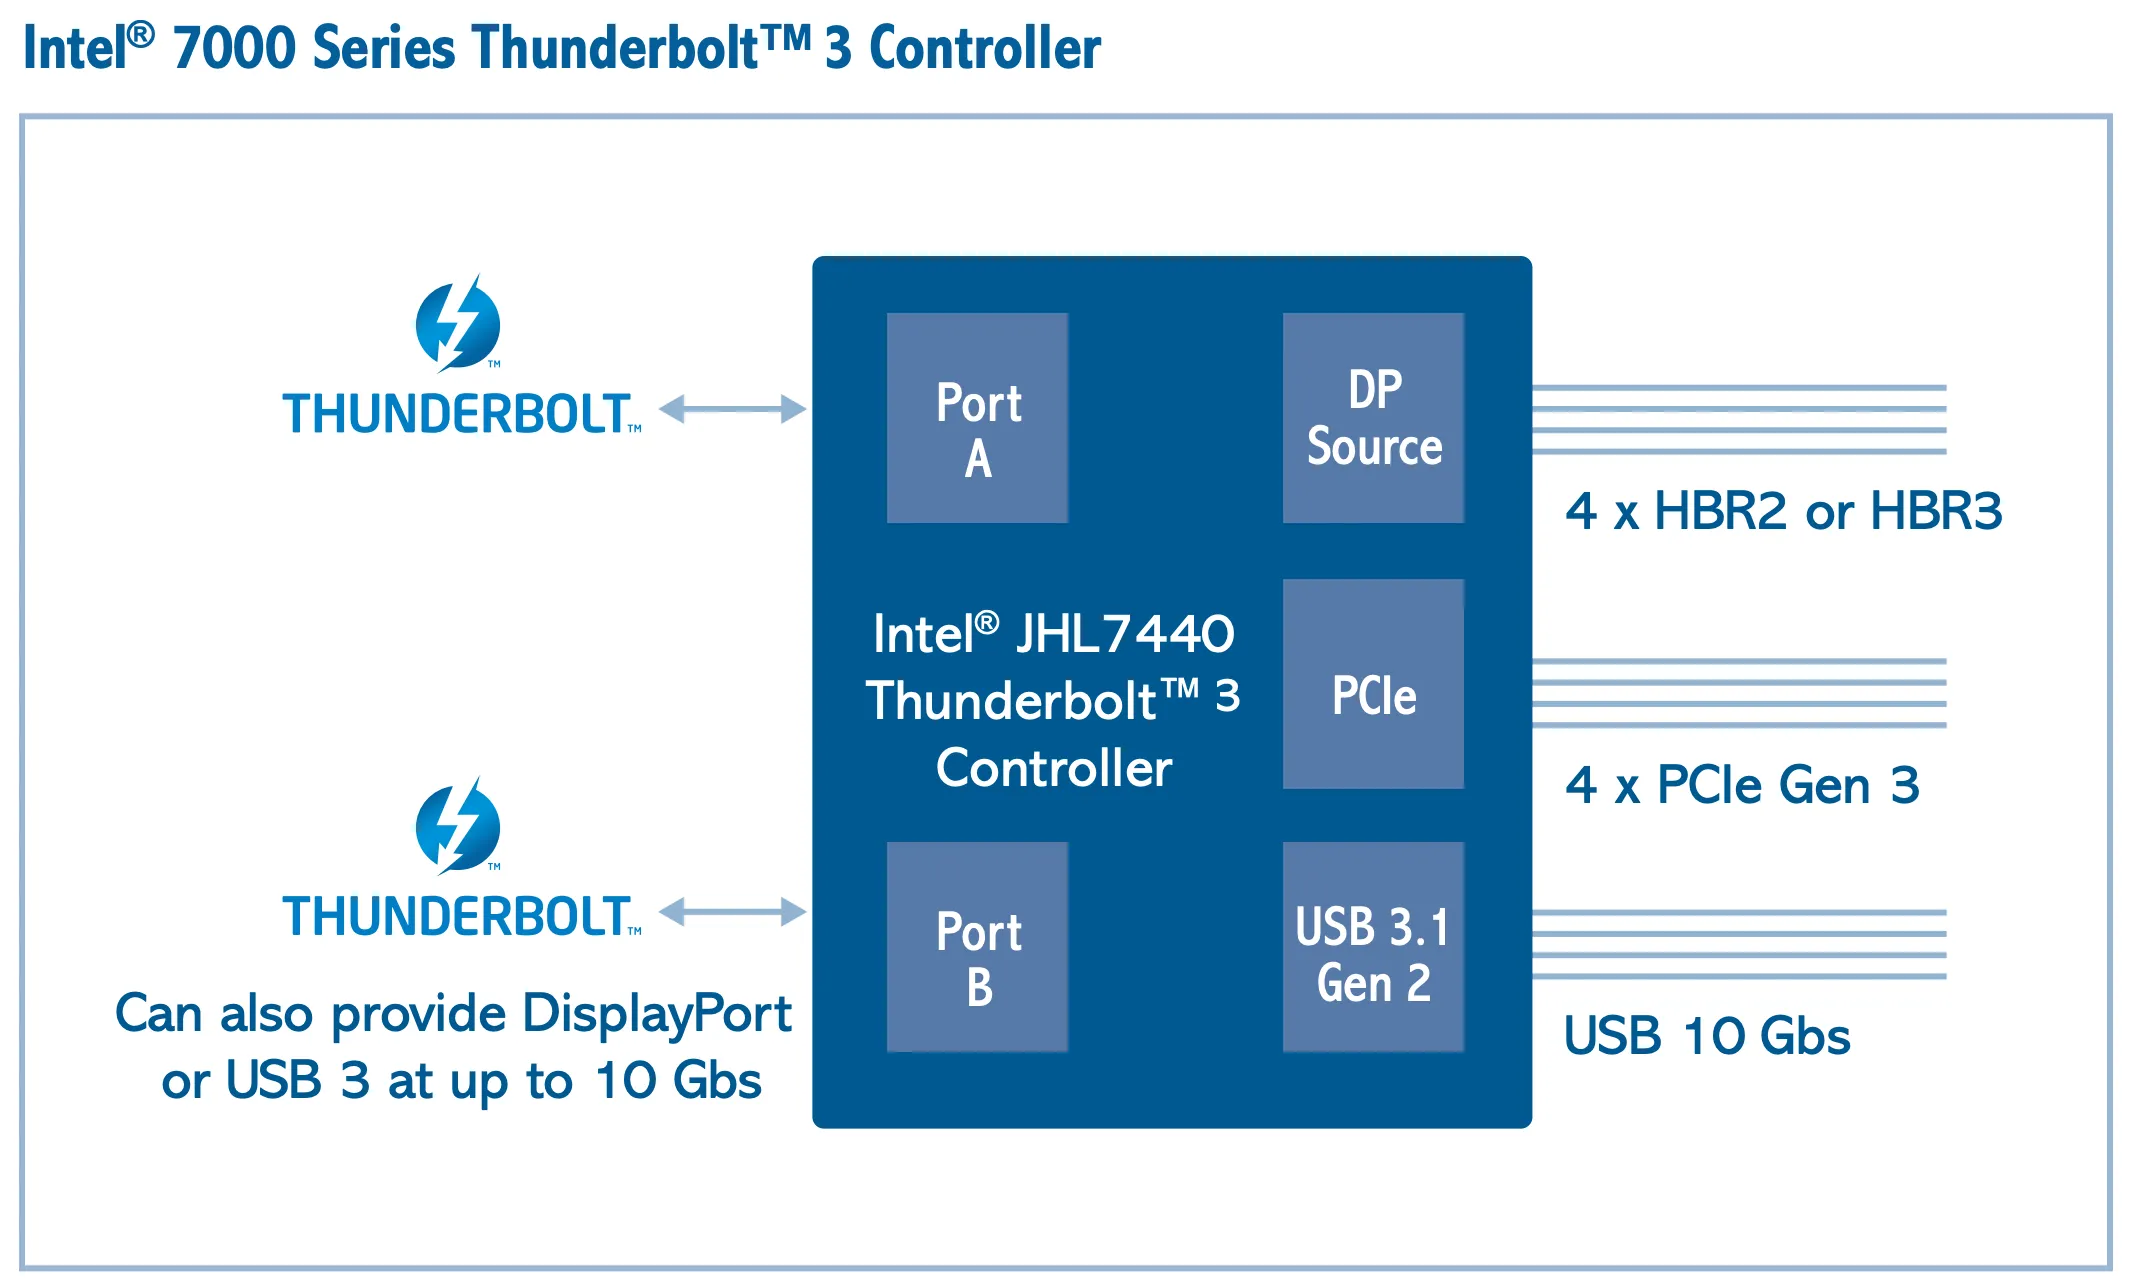 Intel® 7000 Series Thunderbolt™ 3 Controller
THUNDERBOLT™
Port
A
DP
Source
4 x HBR2 or HBR3
Intel® JHL7440
Thunderbolt™ 3
Controller
PCIe
4 x PCIe Gen 3
THUNDERBOLT™
Can also provide DisplayPort
or USB 3 at up to 10 Gbs
Port
B
USB 3.1
Gen 2
USB 10 Gbs